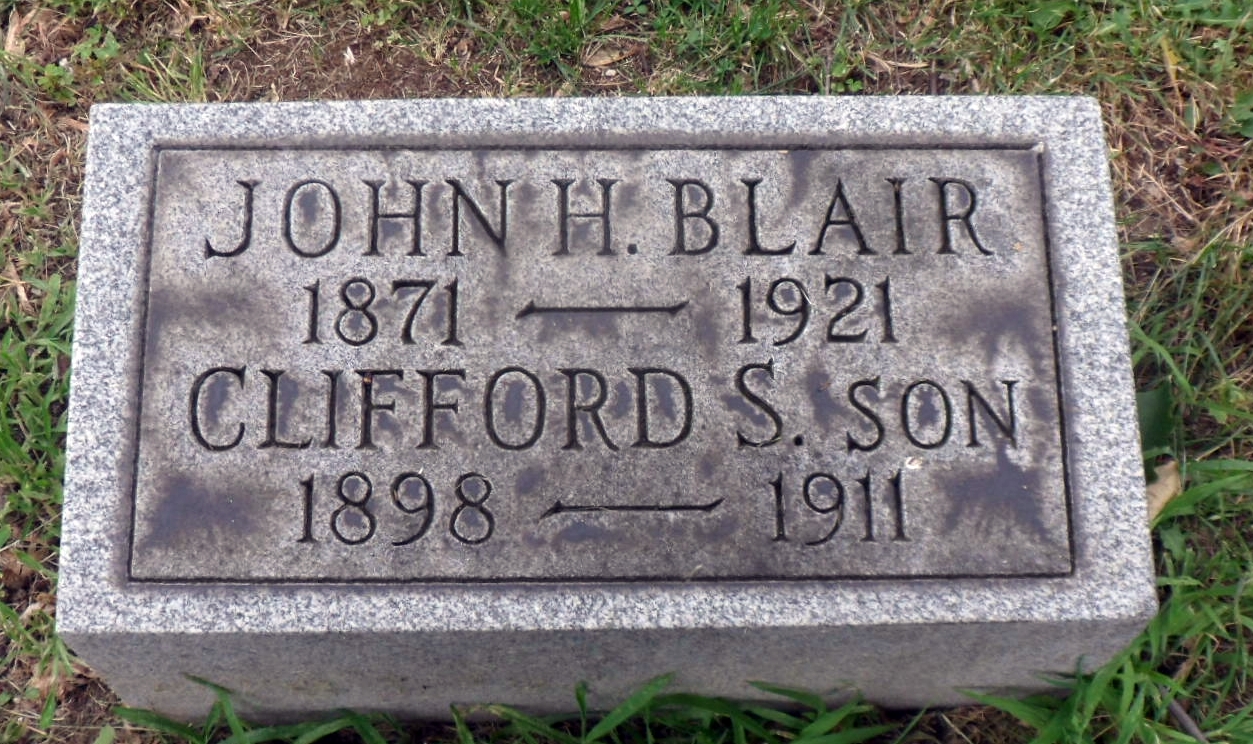 JOHN H. BLAIR
1871 — 1921
CLIFFORD S. SON
1898 — 1911